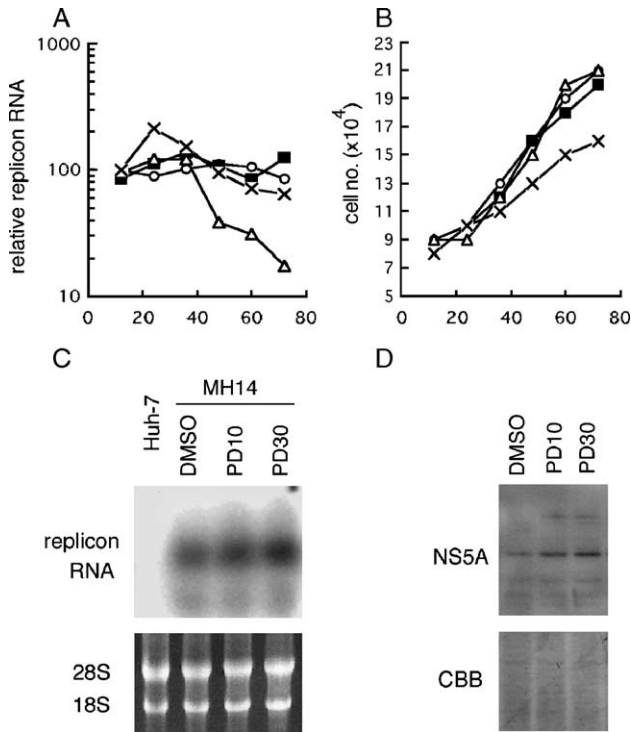 A
relative replicon RNA
1000
100
10
0 20 40 60 80
B
cell no. (x10⁴)
23
21
19
17
15
13
11
9
7
5
0 20 40 60 80
C
MH14
Huh-7 DMSO PD10 PD30
replicon
RNA
28S
18S
D
DMSO PD10 PD30
NS5A
CBB